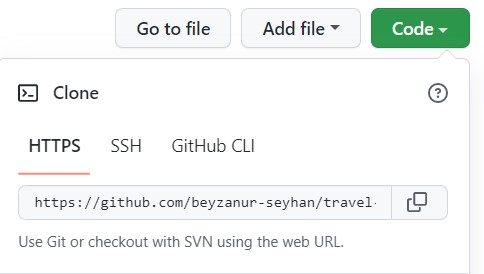 Go to file Add file Code
Clone
HTTPS SSH GitHub CLI
https://github.com/beyzanur-seyhan/travel-
Use Git or checkout with SVN using the web URL.